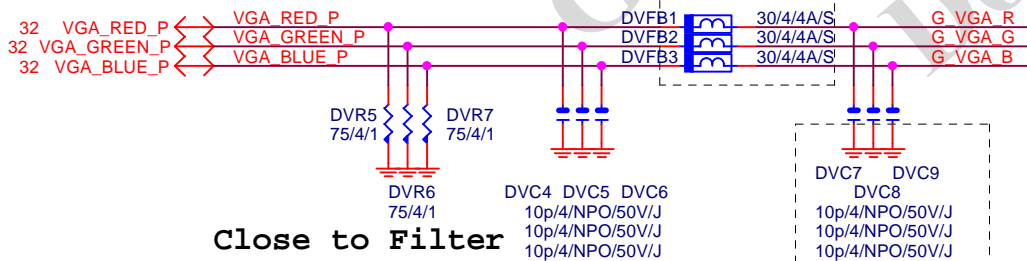 DVFB1 30/4/4A/S G_VGA_R
32 VGA_RED_P VGA_RED_P
DVFB2 30/4/4A/S G_VGA_G
32 VGA_GREEN_P VGA_GREEN_P
DVFB3 30/4/4A/S G_VGA_B
32 VGA_BLUE_P VGA_BLUE_P
DVR5 DVR7
75/4/1 75/4/1
DVC7 DVC9
DVR6 DVC4 DVC5 DVC6 DVC8
75/4/1 10p/4/NPO/50V/J 10p/4/NPO/50V/J
10p/4/NPO/50V/J 10p/4/NPO/50V/J
Close to Filter 10p/4/NPO/50V/J 10p/4/NPO/50V/J